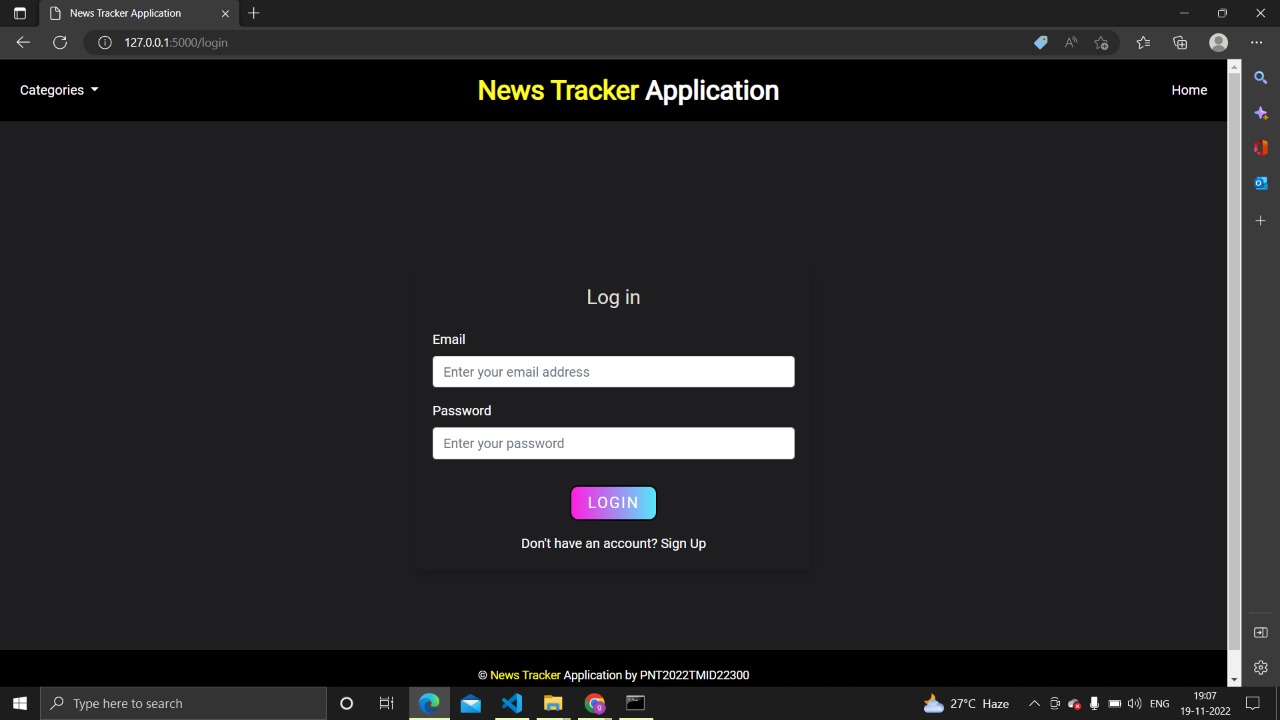 News Tracker Application
127.0.0.1:5000/login
Categories
News Tracker Application
Home
Log in
Email
Enter your email address
Password
Enter your password
LOGIN
Don't have an account? Sign Up
© News Tracker Application by PNT2022TMID22300
Type here to search
27°C Haze
ENG
19:07
19-11-2022